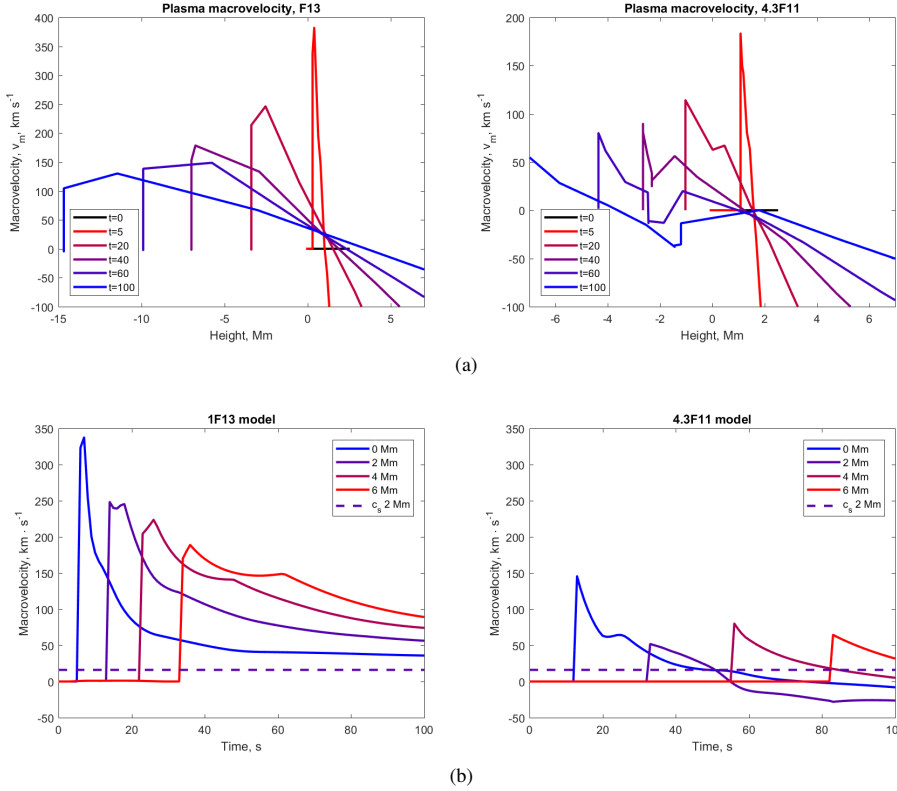 Plasma macrovelocity, F13
Macrovelocity, v_m, km s^-1
400
350
300
250
200
150
100
50
0
-50
-100
t=0
t=5
t=20
t=40
t=60
t=100
-15 -10 -5 0 5
Height, Mm
Plasma macrovelocity, 4.3F11
Macrovelocity, v_m, km s^-1
200
150
100
50
0
-50
-100
t=0
t=5
t=20
t=40
t=60
t=100
-6 -4 -2 0 2 4 6
Height, Mm
(a)
1F13 model
Macrovelocity, km · s^-1
350
300
250
200
150
100
50
0
-50
0 Mm
2 Mm
4 Mm
6 Mm
c_s 2 Mm
0 20 40 60 80 100
Time, s
4.3F11 model
Macrovelocity, km · s^-1
350
300
250
200
150
100
50
0
-50
0 Mm
2 Mm
4 Mm
6 Mm
c_s 2 Mm
0 20 40 60 80 100
Time, s
(b)